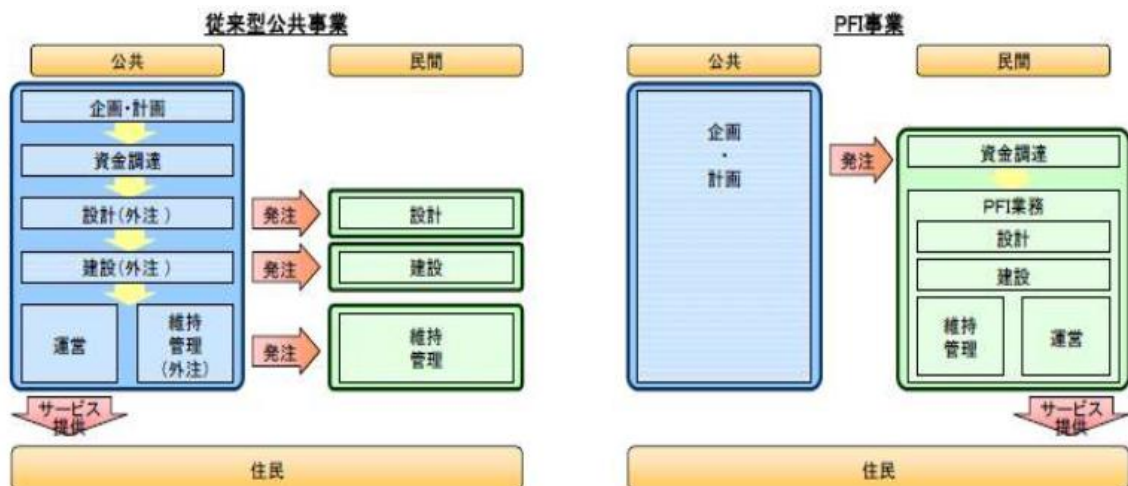 従来型公共事業
公共
民間
企画・計画
資金調達
設計(外注)
発注
設計
建設(外注)
発注
建設
運営
維持
管理
(外注)
発注
維持
管理
サービス
提供
住民
PFI事業
公共
民間
企画
・
計画
発注
資金調達
PFI業務
設計
建設
維持
管理
運営
サービス
提供
住民